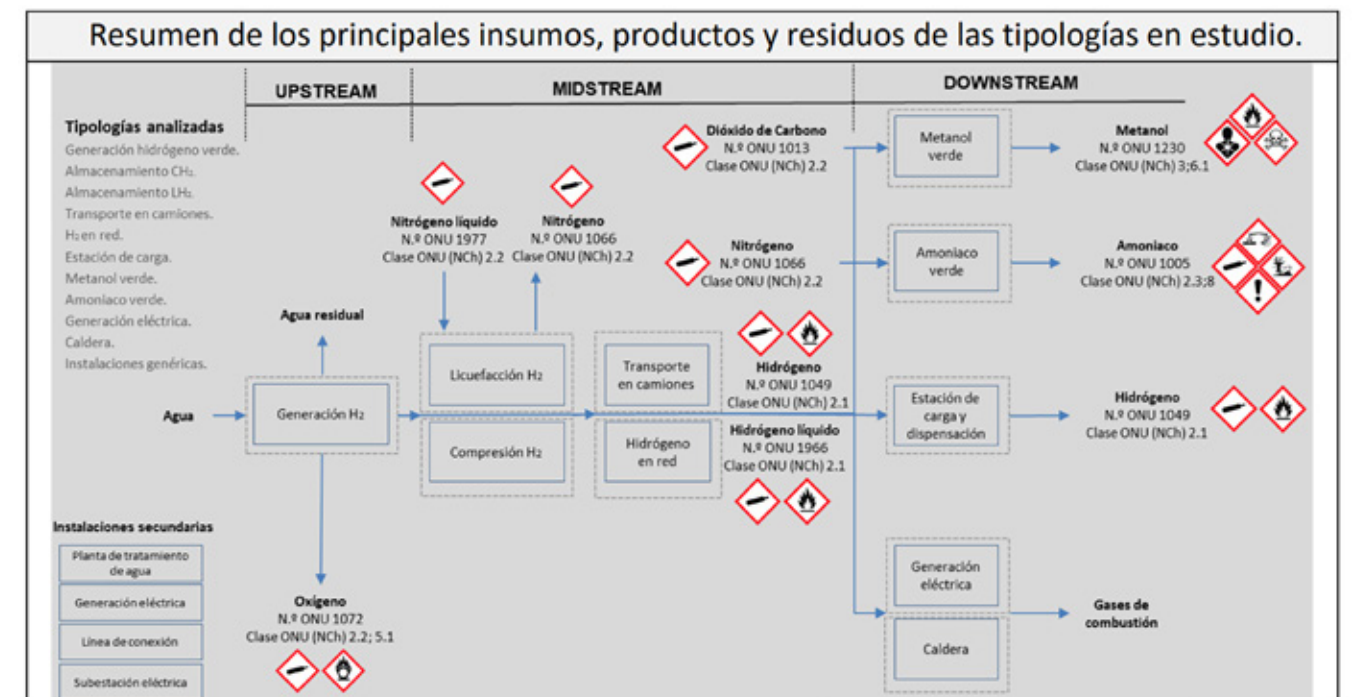 Resumen de los principales insumos, productos y residuos de las tipologías en estudio.
UPSTREAM
MIDSTREAM
DOWNSTREAM
Tipologías analizadas
Generación hidrógeno verde.
Almacenamiento CH₂.
Almacenamiento LH₂.
Transporte en camiones.
H₂ en red.
Estación de carga.
Metanol verde.
Amoniaco verde.
Generación eléctrica.
Caldera.
Instalaciones genéricas.
Dióxido de Carbono
N.º ONU 1013
Clase ONU (NCh) 2.2
Metanol
verde
Metanol
N.º ONU 1230
Clase ONU (NCh) 3;6.1
Nitrógeno líquido
N.º ONU 1977
Clase ONU (NCh) 2.2
Nitrógeno
N.º ONU 1066
Clase ONU (NCh) 2.2
Nitrógeno
N.º ONU 1066
Clase ONU (NCh) 2.2
Amoniaco
verde
Amoniaco
N.º ONU 1005
Clase ONU (NCh) 2.3;8
Agua residual
Agua
Generación H₂
Licuefacción H₂
Compresión H₂
Transporte
en camiones
Hidrógeno
en red
Hidrógeno
N.º ONU 1049
Clase ONU (NCh) 2.1
Hidrógeno líquido
N.º ONU 1966
Clase ONU (NCh) 2.1
Estación de
carga y
dispensación
Hidrógeno
N.º ONU 1049
Clase ONU (NCh) 2.1
Instalaciones secundarias
Planta de tratamiento
de agua
Generación eléctrica
Línea de conexión
Subestación eléctrica
Oxígeno
N.º ONU 1072
Clase ONU (NCh) 2.2; 5.1
Generación
eléctrica
Caldera
Gases de
combustión